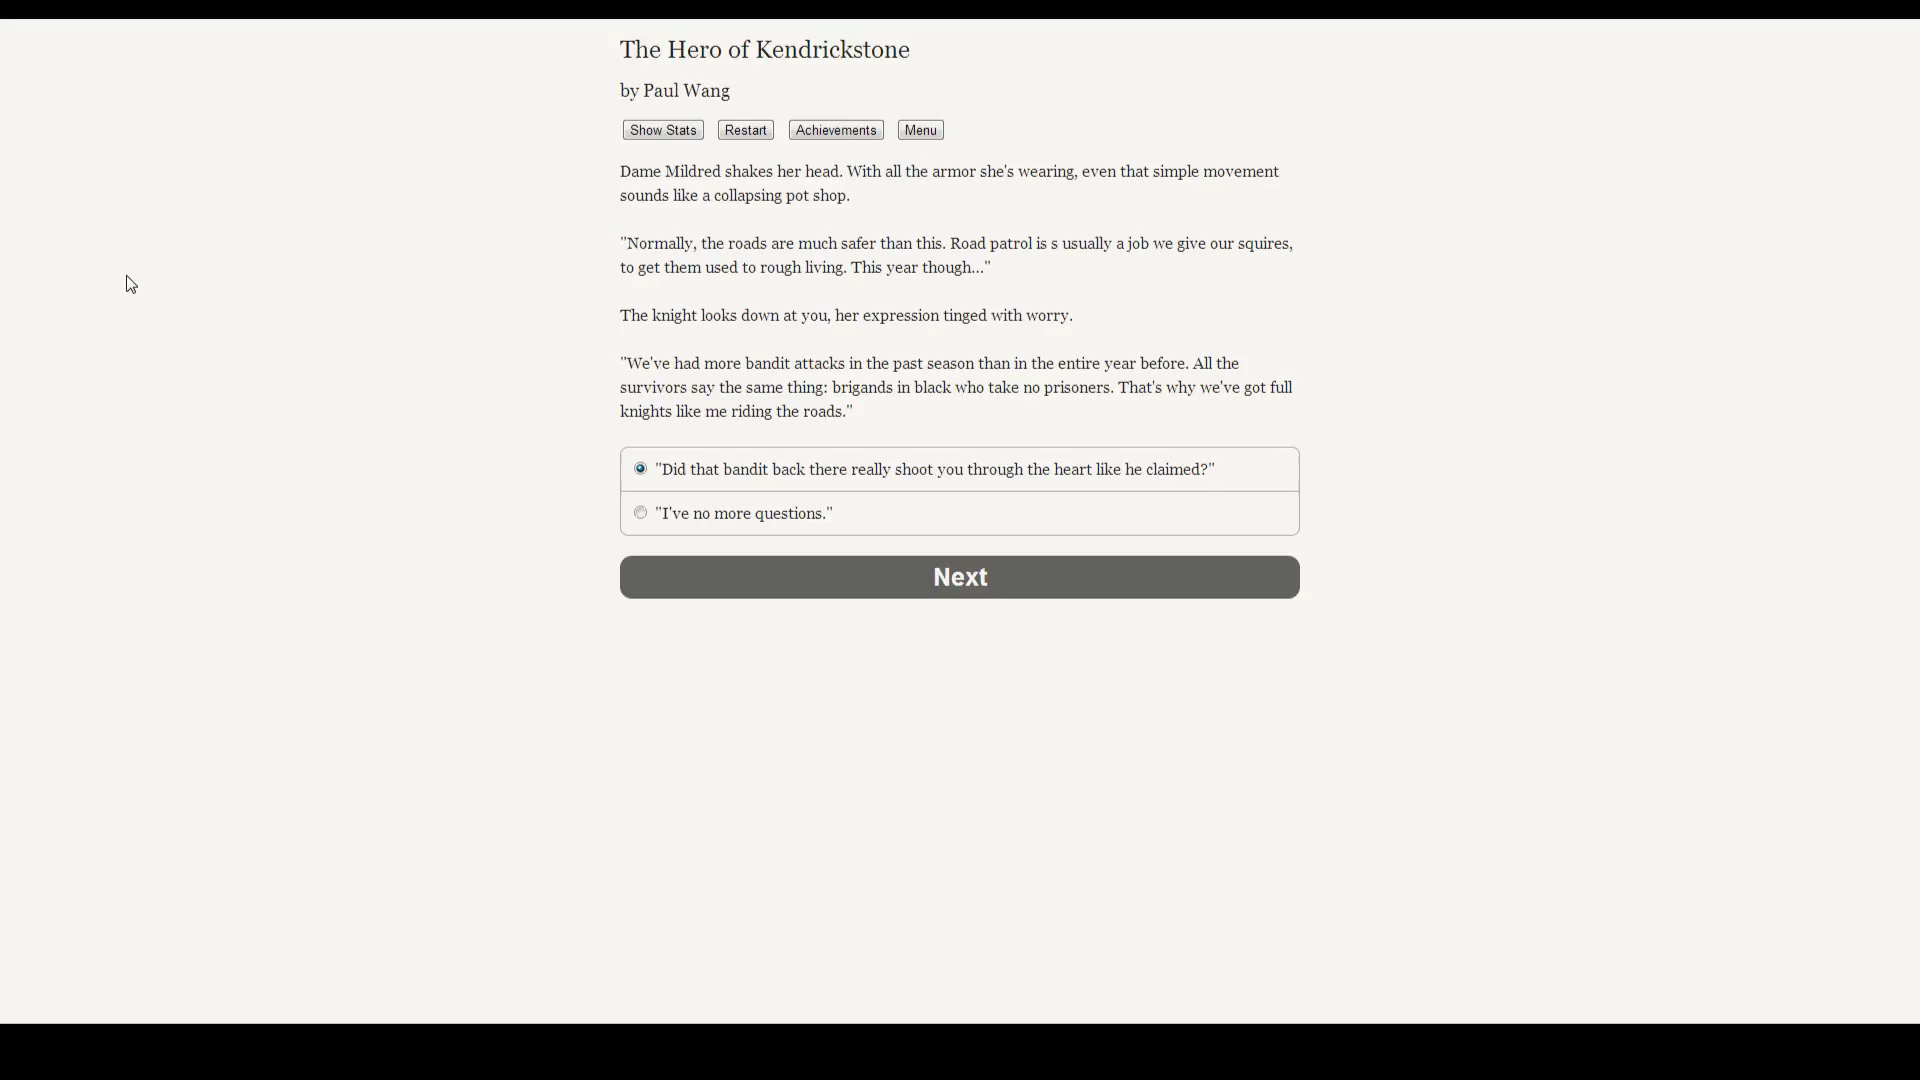 The Hero of Kendrickstone
by Paul Wang
Show Stats Restart Achievements Menu
Dame Mildred shakes her head. With all the armor she's wearing, even that simple movement
sounds like a collapsing pot shop.
"Normally, the roads are much safer than this. Road patrol is s usually a job we give our squires,
to get them used to rough living. This year though..."
The knight looks down at you, her expression tinged with worry.
"We've had more bandit attacks in the past season than in the entire year before. All the
survivors say the same thing: brigands in black who take no prisoners. That's why we've got full
knights like me riding the roads."
"Did that bandit back there really shoot you through the heart like he claimed?"
"I've no more questions."
Next